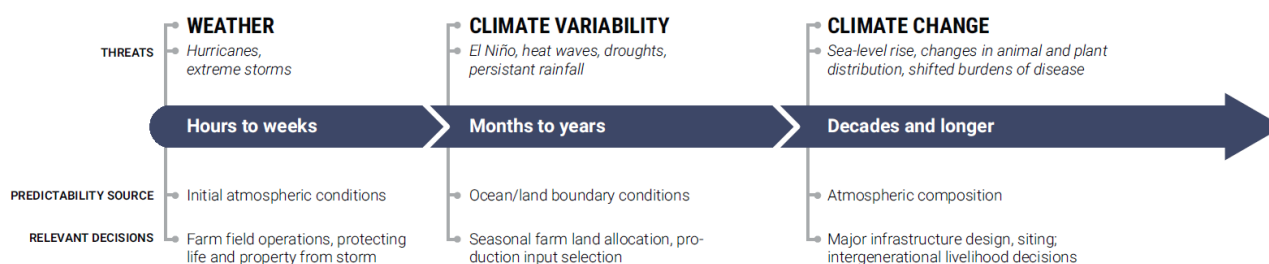 WEATHER
CLIMATE VARIABILITY
CLIMATE CHANGE
THREATS
Hurricanes,
extreme storms
El Niño, heat waves, droughts,
persistant rainfall
Sea-level rise, changes in animal and plant
distribution, shifted burdens of disease
Hours to weeks
Months to years
Decades and longer
PREDICTABILITY SOURCE
Initial atmospheric conditions
Ocean/land boundary conditions
Atmospheric composition
RELEVANT DECISIONS
Farm field operations, protecting
life and property from storm
Seasonal farm land allocation, pro-
duction input selection
Major infrastructure design, siting;
intergenerational livelihood decisions